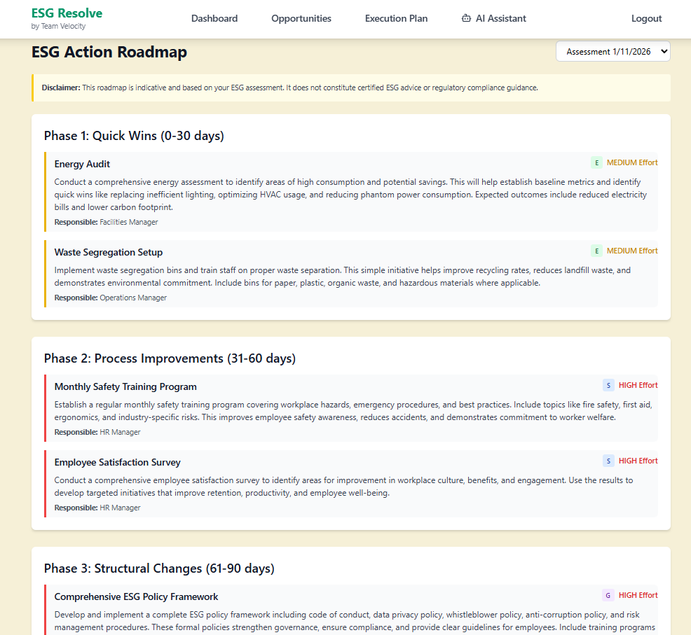 ESG Resolve
by Team Velocity
Dashboard
Opportunities
Execution Plan
AI Assistant
Logout
ESG Action Roadmap
Assessment 1/11/2026
Disclaimer: This roadmap is indicative and based on your ESG assessment. It does not constitute certified ESG advice or regulatory compliance guidance.
Phase 1: Quick Wins (0-30 days)
Energy Audit
E MEDIUM Effort
Conduct a comprehensive energy assessment to identify areas of high consumption and potential savings. This will help establish baseline metrics and identify
quick wins like replacing inefficient lighting, optimizing HVAC usage, and reducing phantom power consumption. Expected outcomes include reduced electricity
bills and lower carbon footprint.
Responsible: Facilities Manager
Waste Segregation Setup
E MEDIUM Effort
Implement waste segregation bins and train staff on proper waste separation. This simple initiative helps improve recycling rates, reduces landfill waste, and
demonstrates environmental commitment. Include bins for paper, plastic, organic waste, and hazardous materials where applicable.
Responsible: Operations Manager
Phase 2: Process Improvements (31-60 days)
Monthly Safety Training Program
S HIGH Effort
Establish a regular monthly safety training program covering workplace hazards, emergency procedures, and best practices. Include topics like fire safety, first aid,
ergonomics, and industry-specific risks. This improves employee safety awareness, reduces accidents, and demonstrates commitment to worker welfare.
Responsible: HR Manager
Employee Satisfaction Survey
S HIGH Effort
Conduct a comprehensive employee satisfaction survey to identify areas for improvement in workplace culture, benefits, and engagement. Use the results to
develop targeted initiatives that improve retention, productivity, and employee well-being.
Responsible: HR Manager
Phase 3: Structural Changes (61-90 days)
Comprehensive ESG Policy Framework
G HIGH Effort
Develop and implement a complete ESG policy framework including code of conduct, data privacy policy, whistleblower policy, anti-corruption policy, and risk
management procedures. These formal policies strengthen governance, ensure compliance, and provide clear guidelines for employees. Include training programs